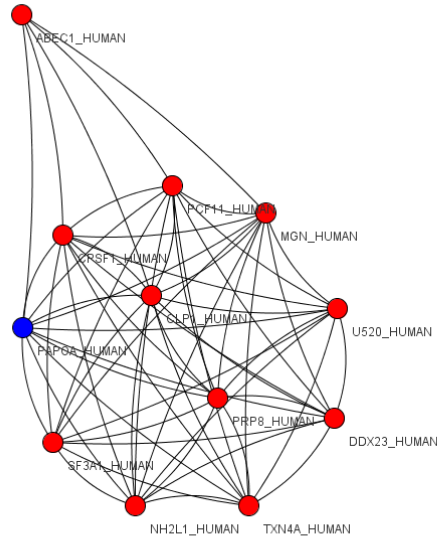 ABEC1_HUMAN
PCF11_HUMAN
MGN_HUMAN
CPSF1_HUMAN
CLP1_HUMAN
U520_HUMAN
PAPOA_HUMAN
PRP8_HUMAN
DDX23_HUMAN
SF3A1_HUMAN
NH2L1_HUMAN
TXN4A_HUMAN